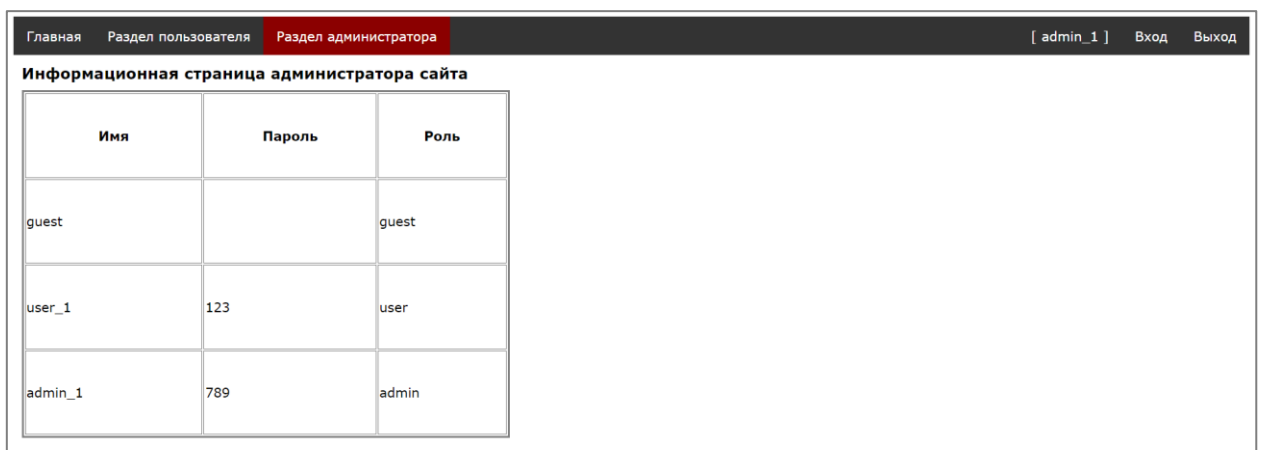 Главная Раздел пользователя Раздел администратора [ admin_1 ] Вход Выход
Информационная страница администратора сайта
Имя Пароль Роль
guest guest
user_1 123 user
admin_1 789 admin